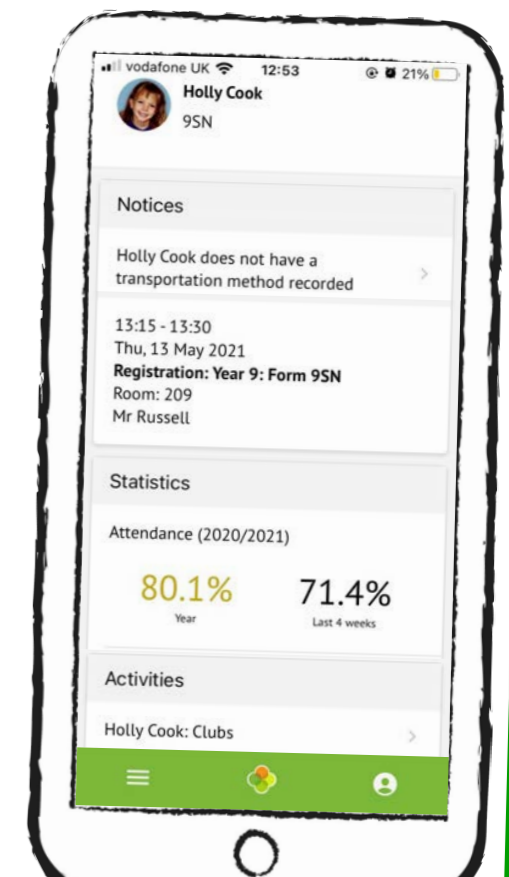 vodafone UK 12:53 21%
Holly Cook
9SN
Notices
Holly Cook does not have a
transportation method recorded
13:15 - 13:30
Thu, 13 May 2021
Registration: Year 9: Form 9SN
Room: 209
Mr Russell
Statistics
Attendance (2020/2021)
80.1% 71.4%
Year Last 4 weeks
Activities
Holly Cook: Clubs